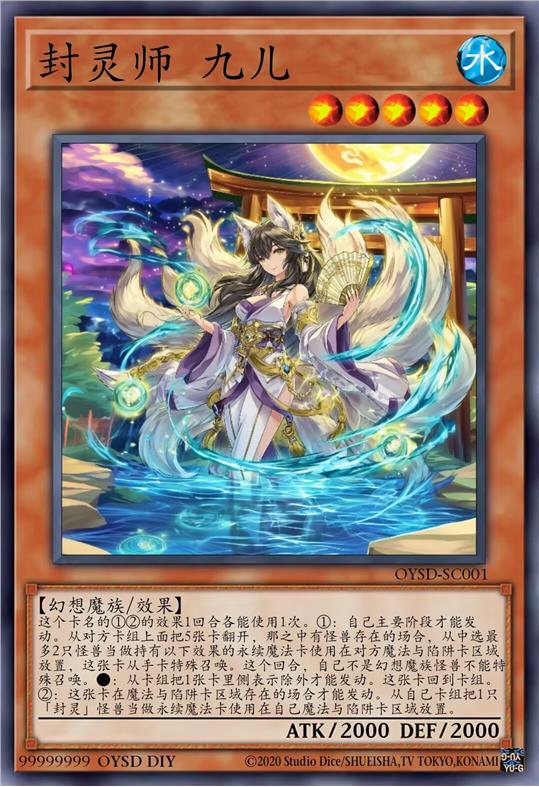 封灵师 九儿
水
OYSD-SC001
【幻想魔族/效果】
这个卡名的①②的效果1回合各能使用1次。①：自己主要阶段才能发
动。从对方卡组上面把5张卡翻开，那之中有怪兽存在的场合，从中选最
多2只怪兽当做持有以下效果的永续魔法卡使用在对方魔法与陷阱卡区域
放置，这张卡从手卡特殊召唤。这个回合，自己不是幻想魔族怪兽不能特
殊召唤。●：从卡组把1张卡里侧表示除外才能发动。这张卡回到卡组。
②：这张卡在魔法与陷阱卡区域存在的场合才能发动。从自己卡组把1只
「封灵」怪兽当做永续魔法卡使用在自己魔法与陷阱卡区域放置。
ATK/2000 DEF/2000
99999999 OYSD DIY ©2020 Studio Dice/SHUEISHA,TV TOKYO,KONAMI